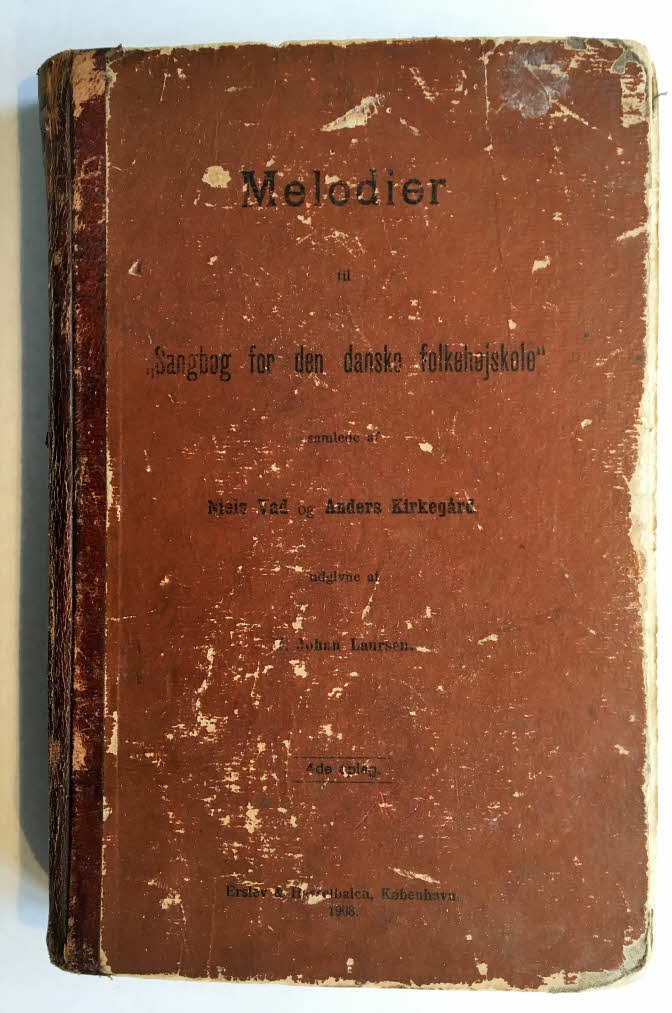 Melodier
til
„Sangbog for den danske folkehøjskole“
samlede af
Niels Vad og Anders Kirkegård
udgivne af
Johan Laursen.
4de oplag.
Erslev & Hasselbalch, København
1908.